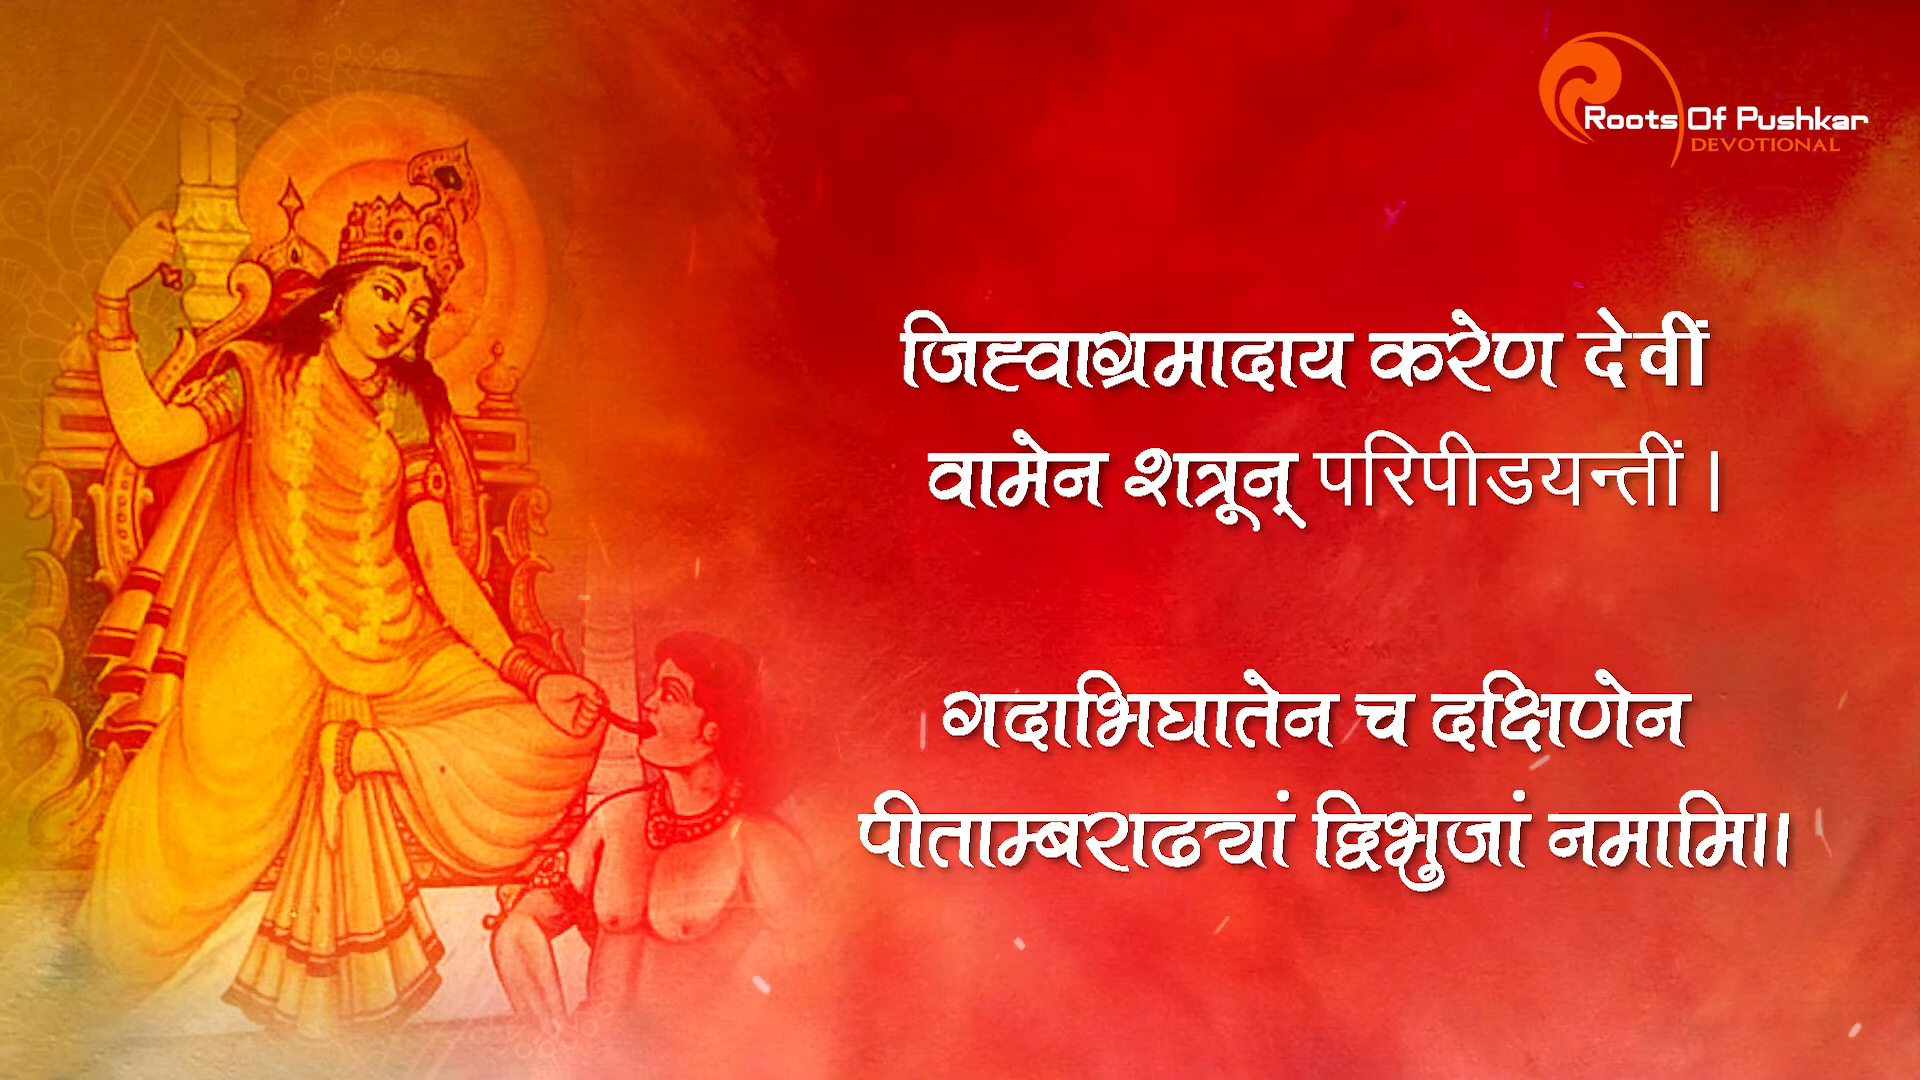 Roots Of Pushkar
DEVOTIONAL
जिह्वाग्रमादाय करेण देवीं
वामेन शत्रून् परिपीडयन्तीं |
गदाभिघातेन च दक्षिणेन
पीताम्बराढ्यां द्विभुजां नमामि॥